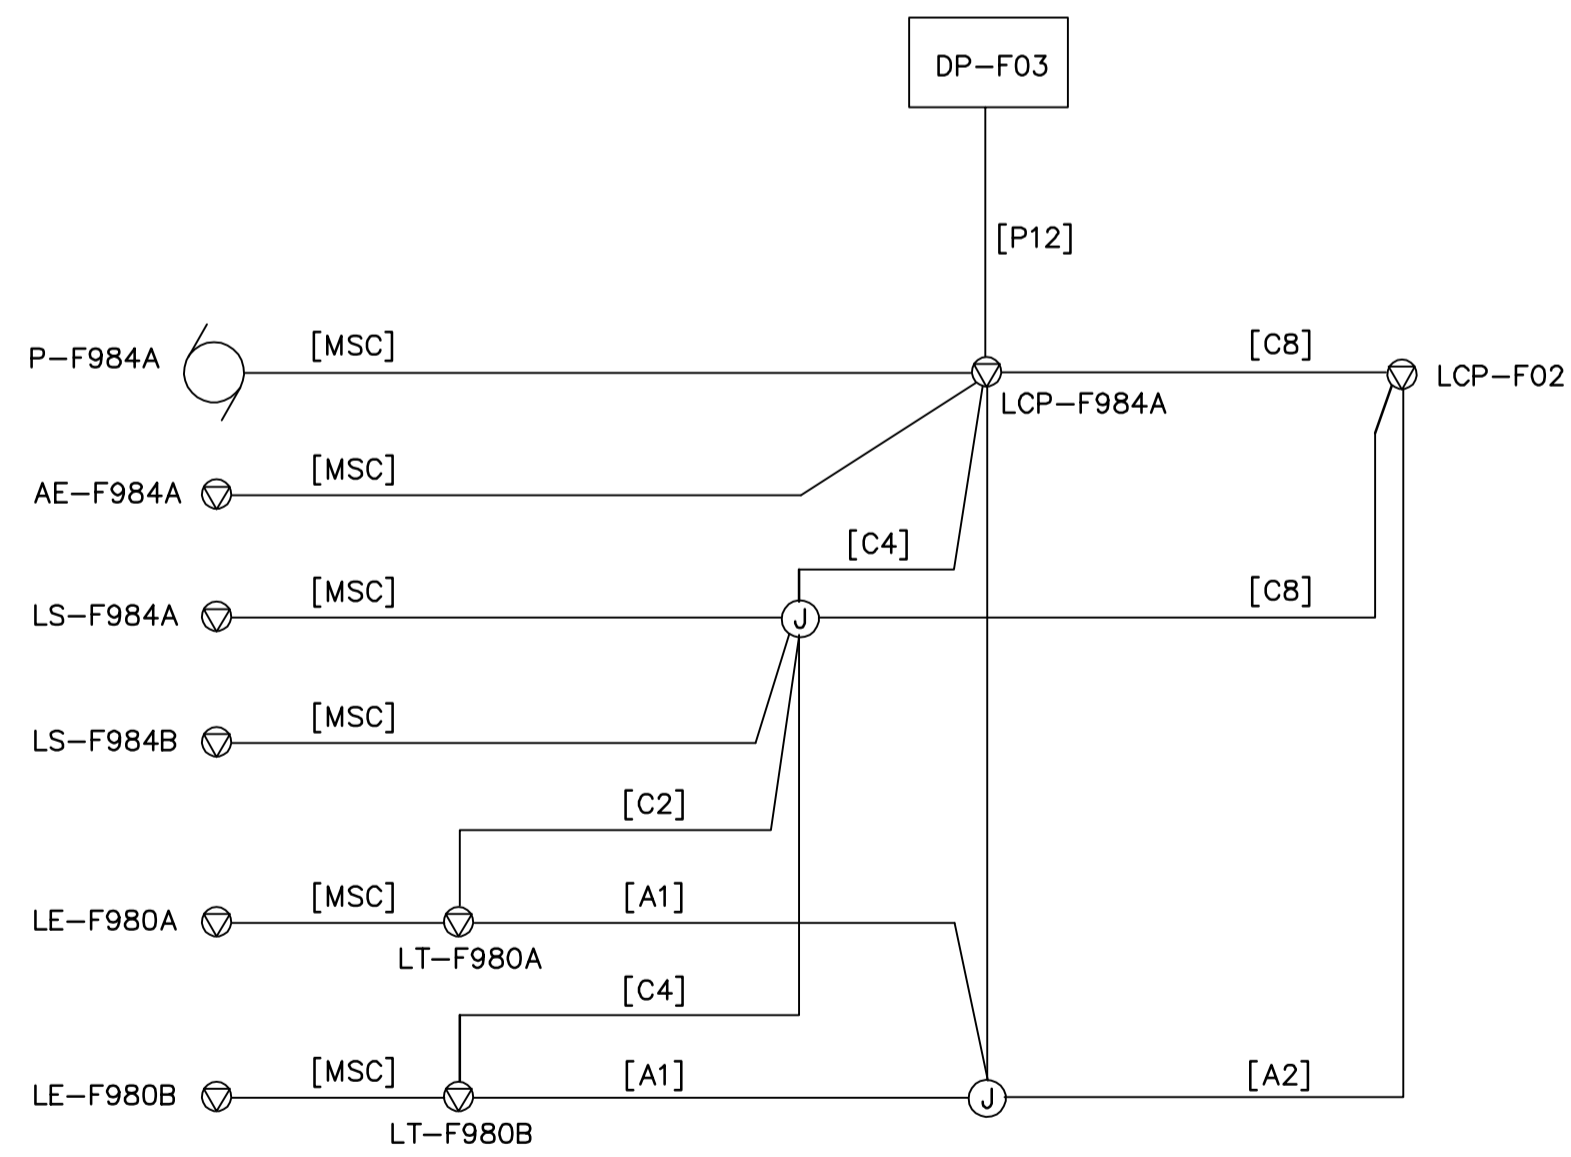 DP-F03
[P12]
P-F984A
[MSC]
[C8]
LCP-F02
LCP-F984A
AE-F984A
[MSC]
[C4]
LS-F984A
[MSC]
J
[C8]
LS-F984B
[MSC]
[C2]
LE-F980A
[MSC]
[A1]
LT-F980A
[C4]
LE-F980B
[MSC]
[A1]
J
[A2]
LT-F980B